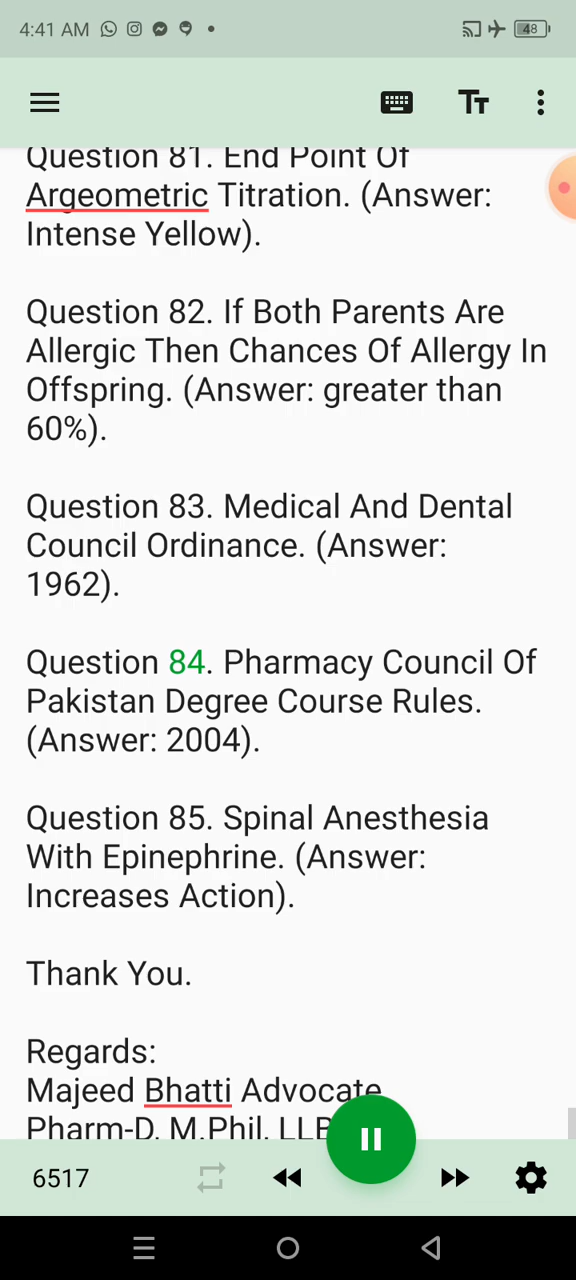 4:41 AM
48
Question 81. End Point Of
Argeometric Titration. (Answer:
Intense Yellow).
Question 82. If Both Parents Are
Allergic Then Chances Of Allergy In
Offspring. (Answer: greater than
60%).
Question 83. Medical And Dental
Council Ordinance. (Answer:
1962).
Question 84. Pharmacy Council Of
Pakistan Degree Course Rules.
(Answer: 2004).
Question 85. Spinal Anesthesia
With Epinephrine. (Answer:
Increases Action).
Thank You.
Regards:
Majeed Bhatti Advocate
Pharm-D, M.Phil, LLB
6517